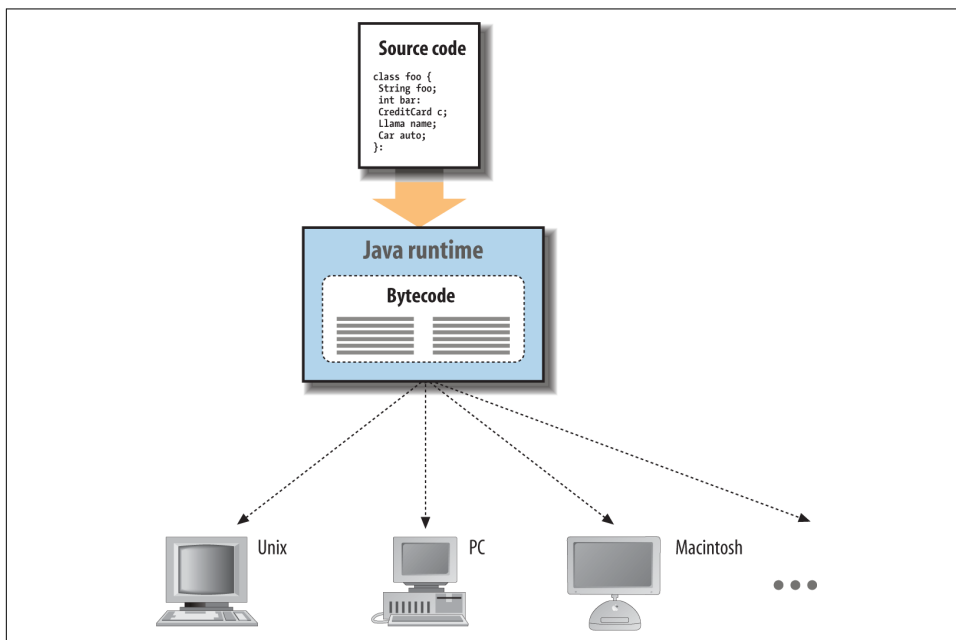 Source code
class foo {
String foo;
int bar:
CreditCard c;
Llama name;
Car auto;
}:
Java runtime
Bytecode
Unix
PC
Macintosh